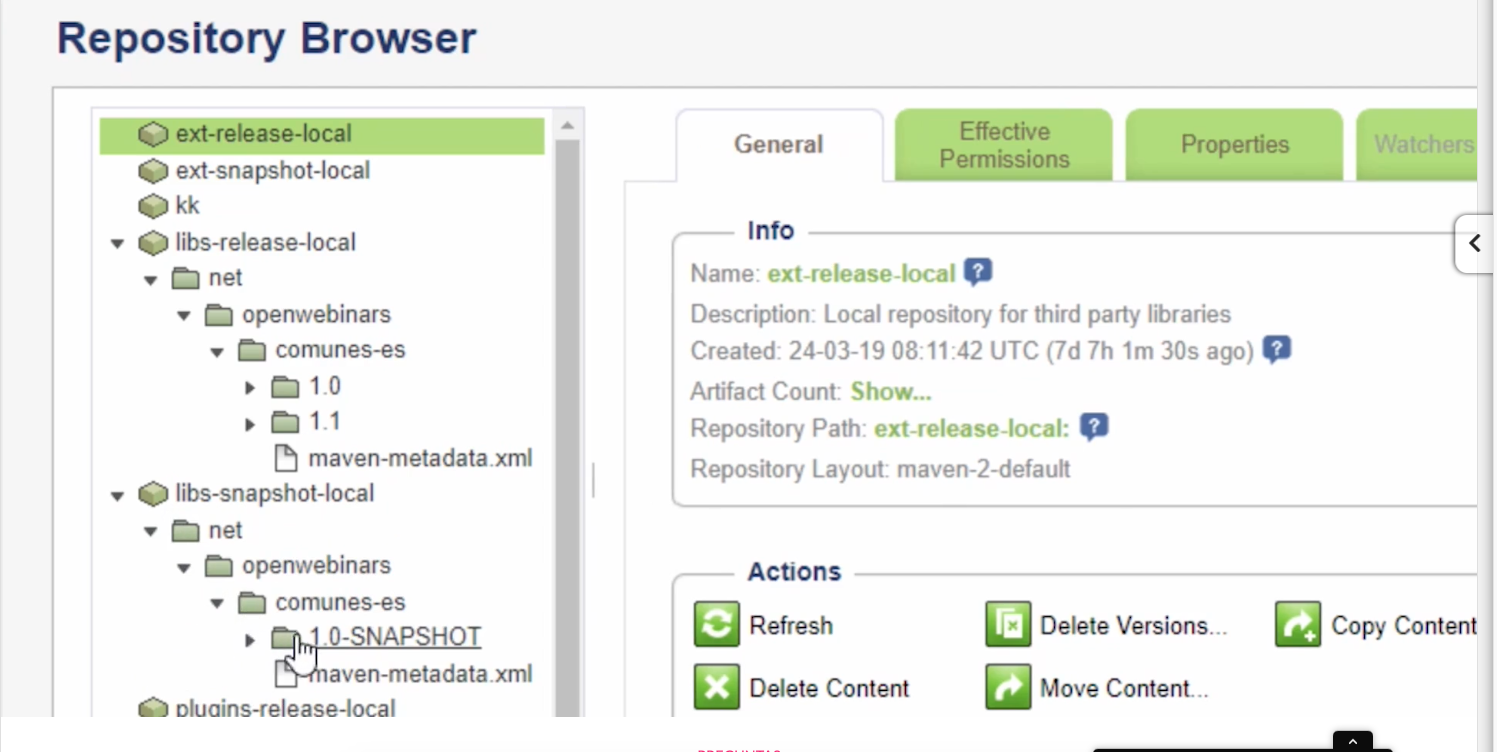 Repository Browser
ext-release-local
ext-snapshot-local
kk
libs-release-local
net
openwebinars
comunes-es
1.0
1.1
maven-metadata.xml
libs-snapshot-local
net
openwebinars
comunes-es
1.0-SNAPSHOT
maven-metadata.xml
plugins-release-local
General
Effective
Permissions
Properties
Watchers
Info
Name: ext-release-local ?
Description: Local repository for third party libraries
Created: 24-03-19 08:11:42 UTC (7d 7h 1m 30s ago) ?
Artifact Count: Show...
Repository Path: ext-release-local: ?
Repository Layout: maven-2-default
Actions
Refresh
Delete Versions...
Copy Content
Delete Content
Move Content...